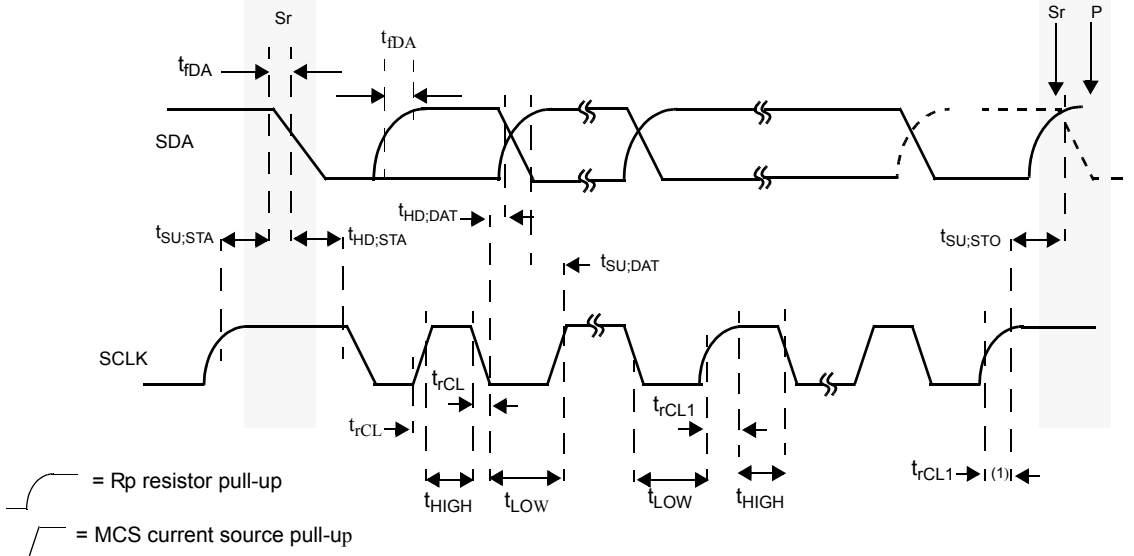 Sr
Sr P
tfDA
tfDA
SDA
tHD;DAT
tSU;STA
tHD;STA
tSU;STO
tSU;DAT
SCLK
trCL
trCL1
trCL
trCL1 (1)
tHIGH
tLOW
tLOW
tHIGH
= Rp resistor pull-up
= MCS current source pull-up